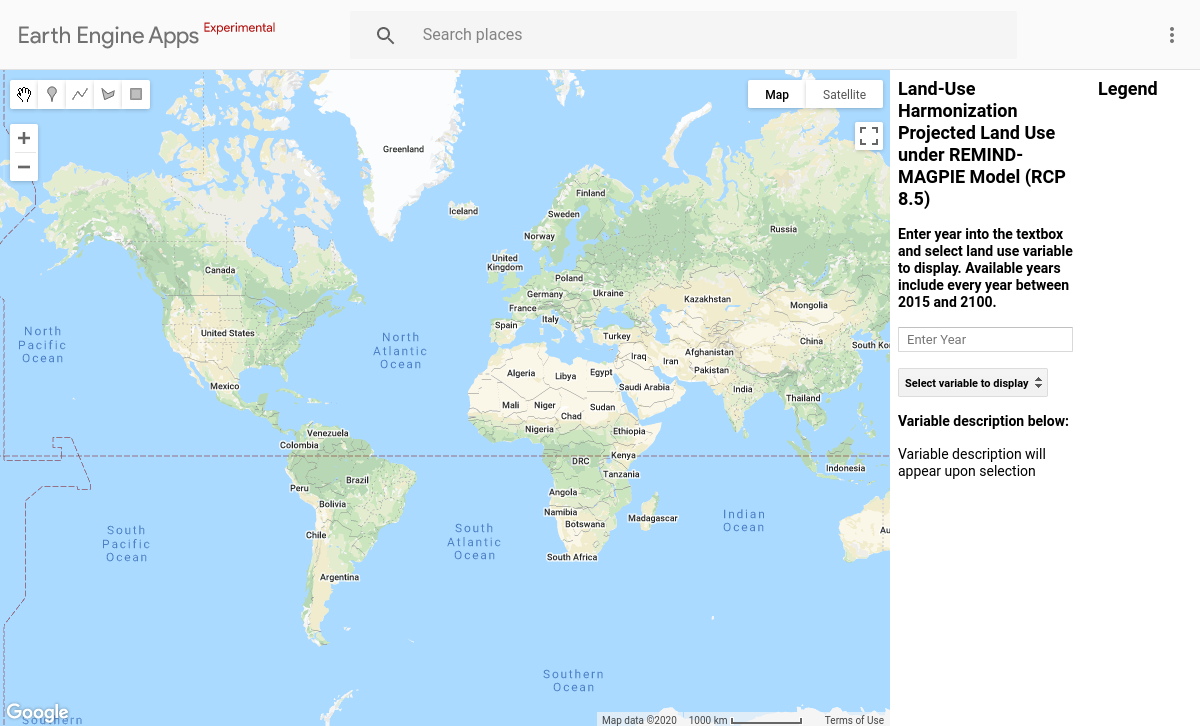 Earth Engine Apps Experimental
Search places
Map
Satellite
Greenland
Iceland
Finland
Sweden
Norway
Russia
United
Kingdom
Canada
Poland
Germany
Ukraine
Kazakhstan
Mongolia
France
Italy
Spain
United States
North
Pacific
Ocean
North
Atlantic
Ocean
Turkey
China
South Ko
Iraq
Iran
Afghanistan
Pakistan
Algeria
Libya
Egypt
Saudi Arabia
India
Mexico
Thailand
Mali
Niger
Chad
Sudan
Nigeria
Ethiopia
Venezuela
Colombia
DRC
Kenya
Indonesia
Tanzania
Peru
Brazil
Angola
Bolivia
Namibia
Botswana
Madagascar
Indian
Ocean
Chile
South
Pacific
Ocean
South
Atlantic
Ocean
Au
South Africa
Argentina
Southern
Ocean
Southern
Google
Map data ©2020
1000 km
Terms of Use
Land-Use
Harmonization
Projected Land Use
under REMIND-
MAGPIE Model (RCP
8.5)
Enter year into the textbox
and select land use variable
to display. Available years
include every year between
2015 and 2100.
Enter Year
Select variable to display
Variable description below:
Variable description will
appear upon selection
Legend